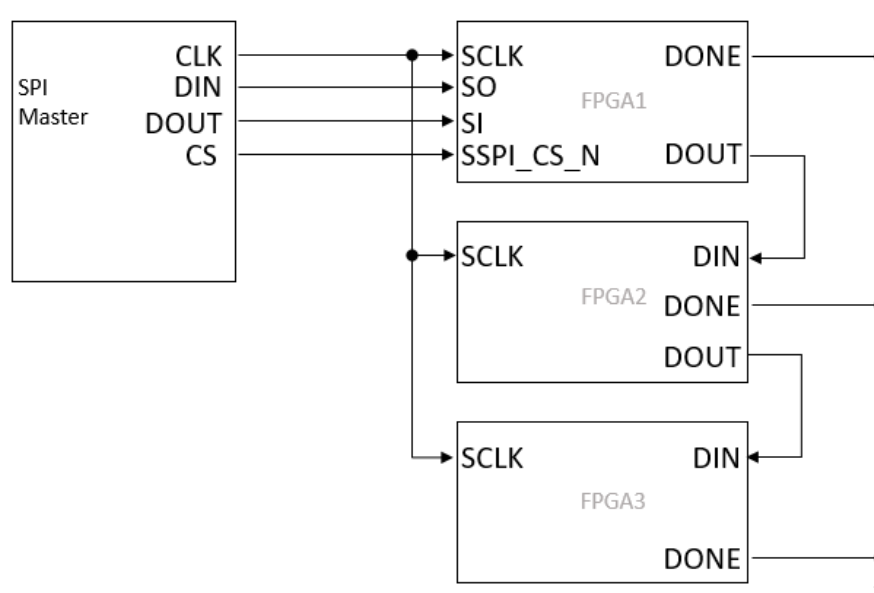 SPI
Master
CLK
DIN
DOUT
CS
SCLK
SO
SI
SSPI_CS_N
FPGA1
DONE
DOUT
SCLK
FPGA2
DIN
DONE
DOUT
SCLK
FPGA3
DIN
DONE